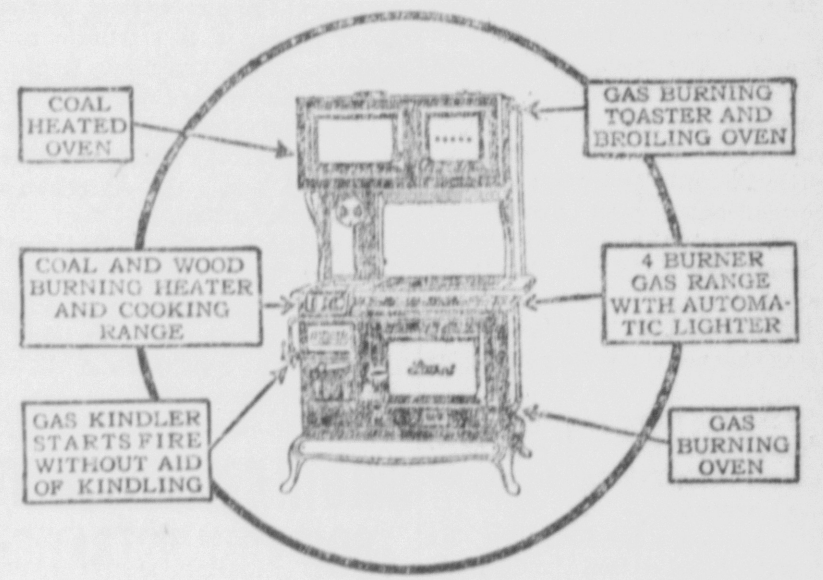 COAL
HEATED
OVEN
GAS BURNING
TOASTER AND
BROILING OVEN
COAL AND WOOD
BURNING HEATER
AND COOKING
RANGE
4 BURNER
GAS RANGE
WITH AUTOMA-
TIC LIGHTER
GAS KINDLER
STARTS FIRE
WITHOUT AID
OF KINDLING
GAS
BURNING
OVEN